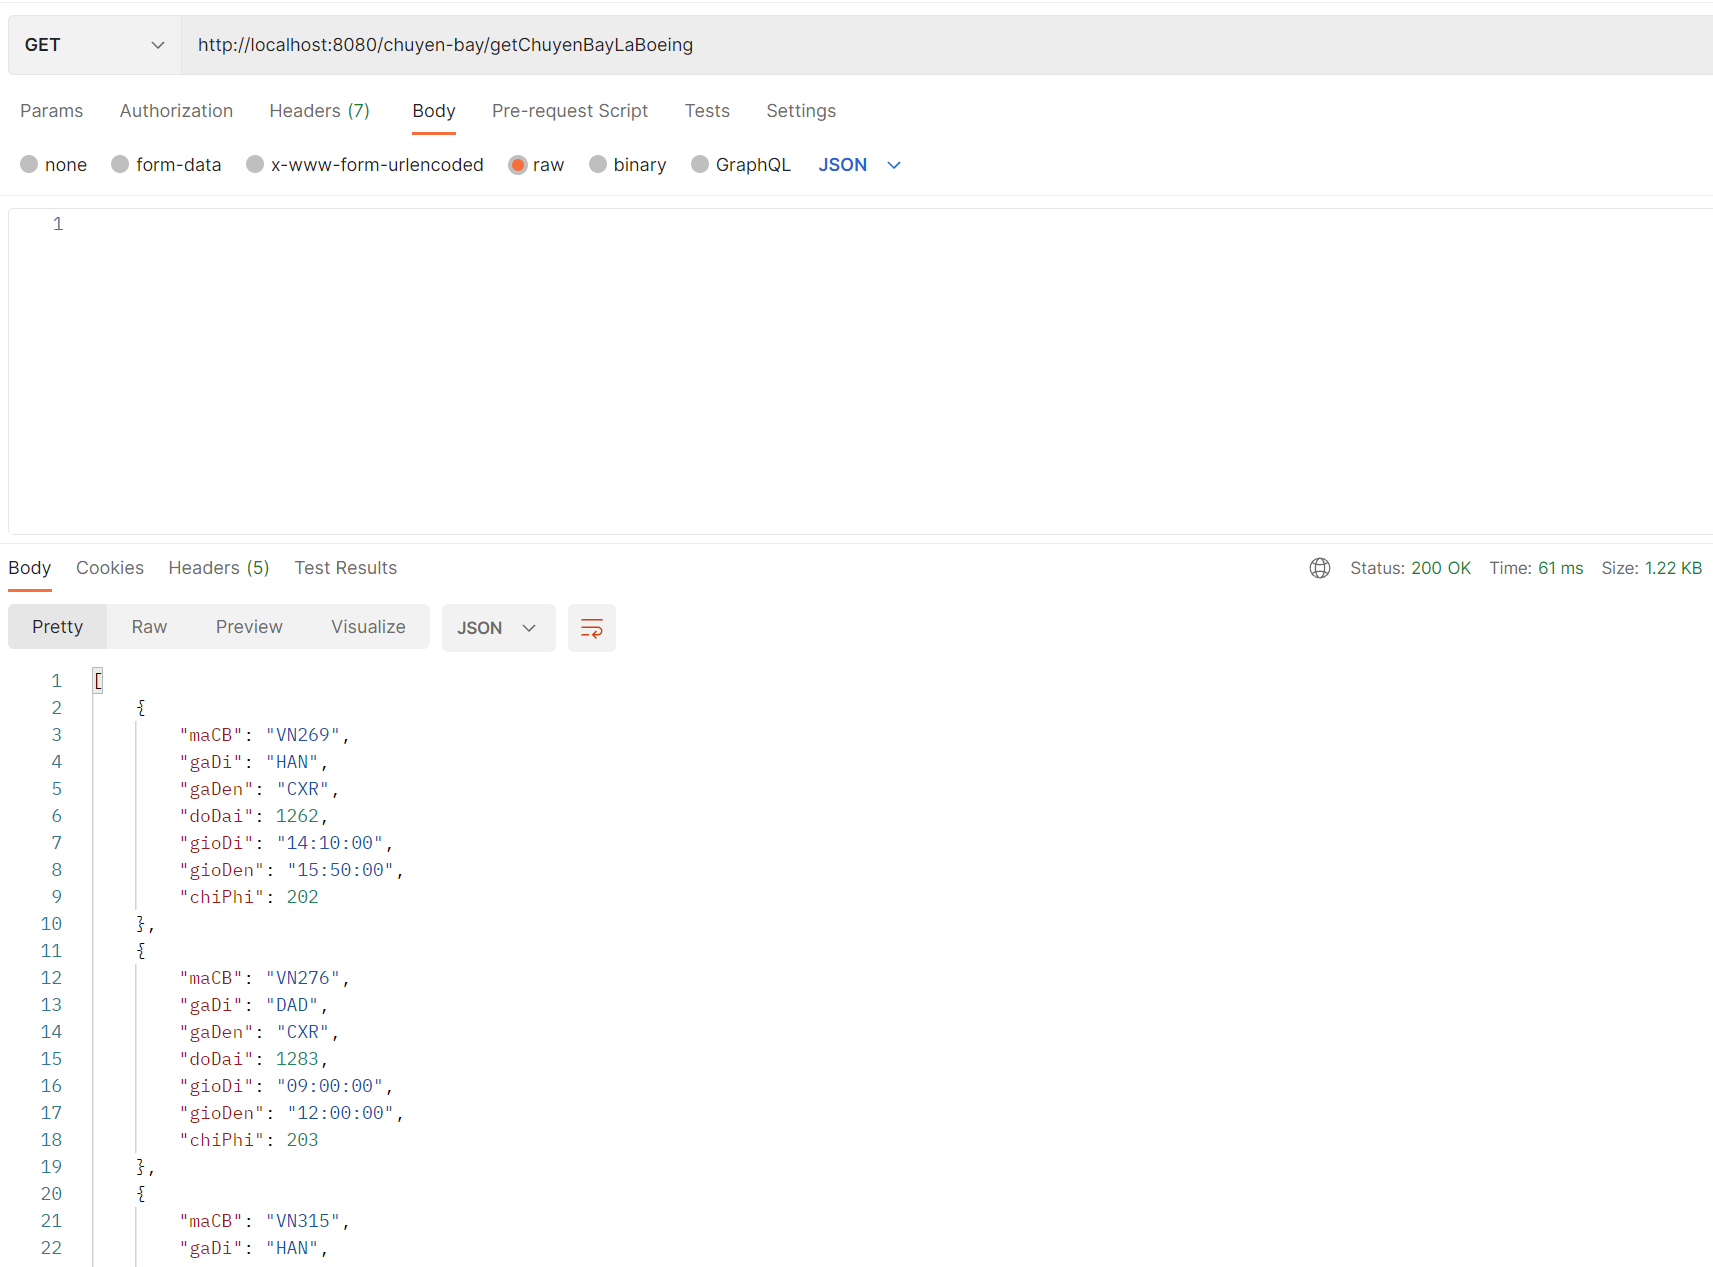 GET http://localhost:8080/chuyen-bay/getChuyenBayLaBoeing
Params Authorization Headers (7) Body Pre-request Script Tests Settings
none form-data x-www-form-urlencoded raw binary GraphQL JSON
1
Body Cookies Headers (5) Test Results Status: 200 OK Time: 61 ms Size: 1.22 KB
Pretty Raw Preview Visualize JSON
1 [
2 {
3 "maCB": "VN269",
4 "gaDi": "HAN",
5 "gaDen": "CXR",
6 "doDai": 1262,
7 "gioDi": "14:10:00",
8 "gioDen": "15:50:00",
9 "chiPhi": 202
10 },
11 {
12 "maCB": "VN276",
13 "gaDi": "DAD",
14 "gaDen": "CXR",
15 "doDai": 1283,
16 "gioDi": "09:00:00",
17 "gioDen": "12:00:00",
18 "chiPhi": 203
19 },
20 {
21 "maCB": "VN315",
22 "gaDi": "HAN",